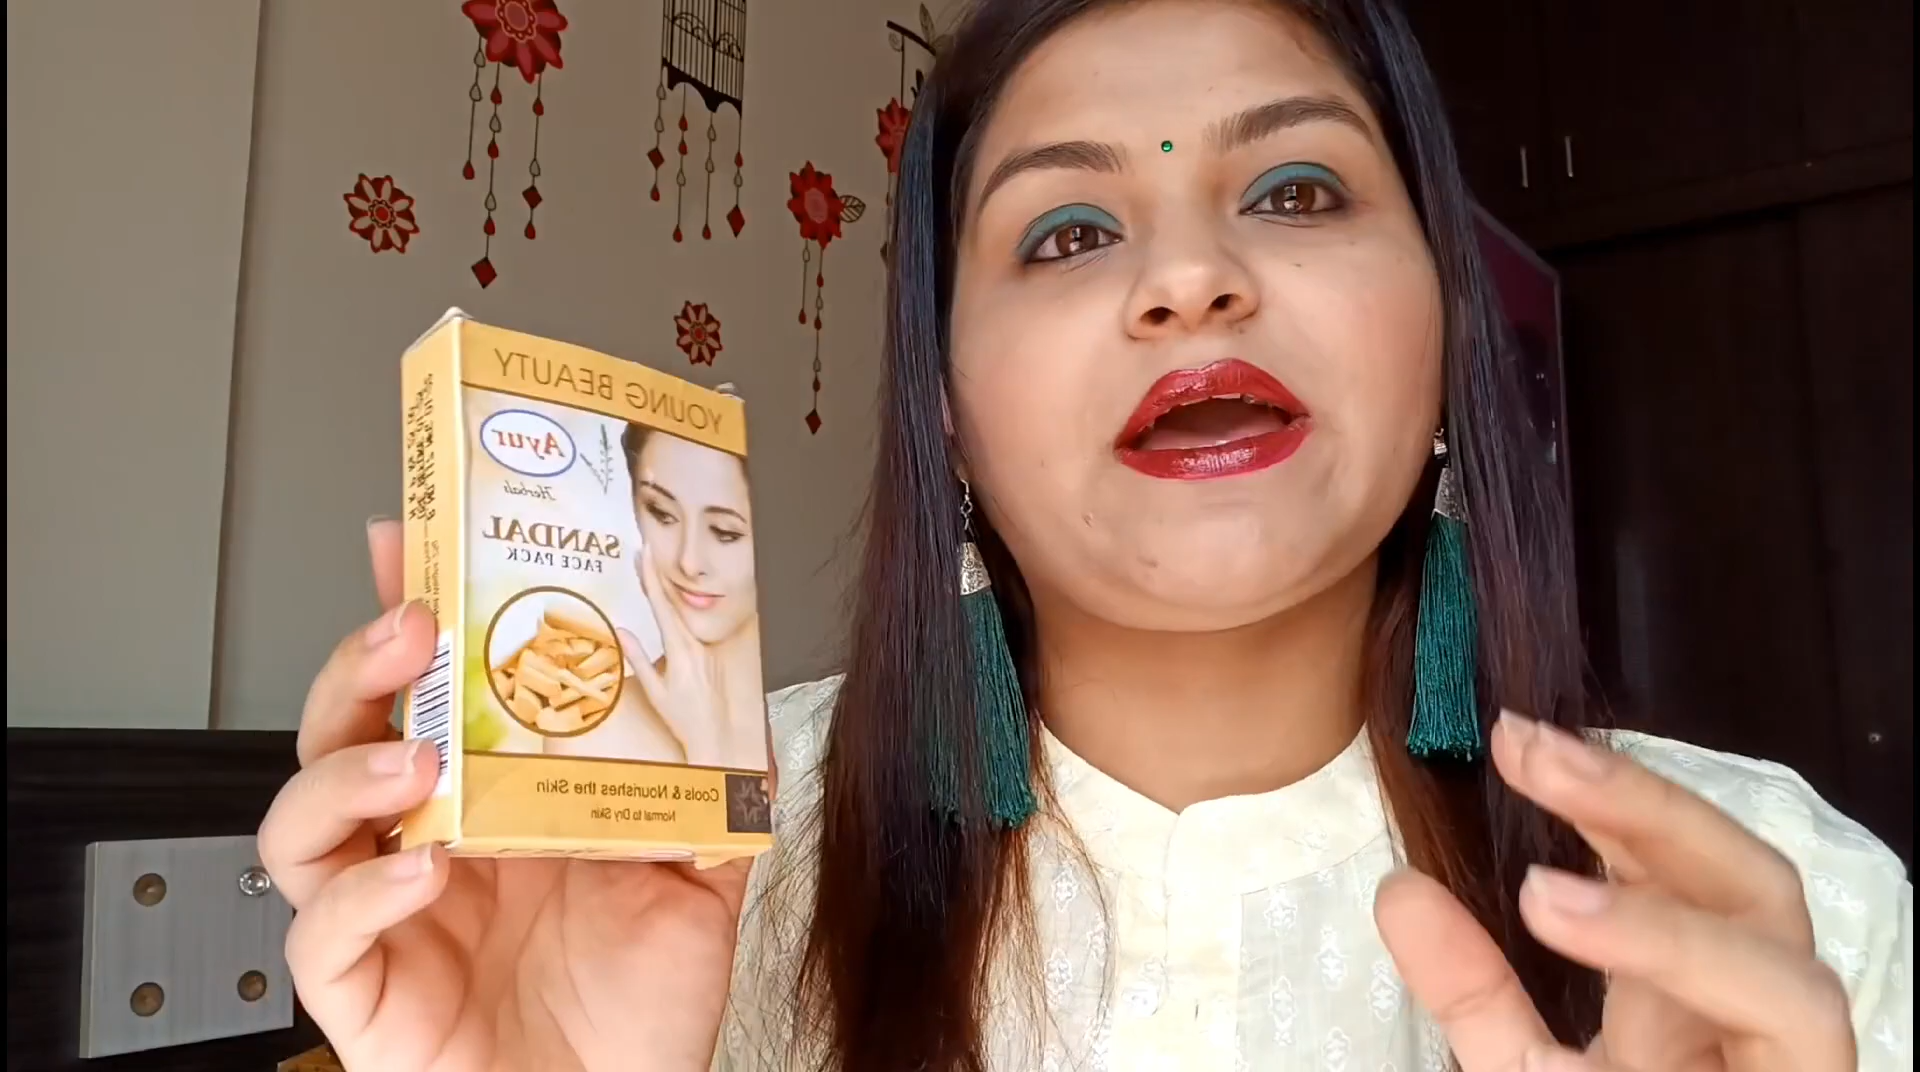 YOUNG BEAUTY
Ayur
Herbals
SANDAL
FACE PACK
Cools & Nourishes the Skin
Normal to Dry Skin